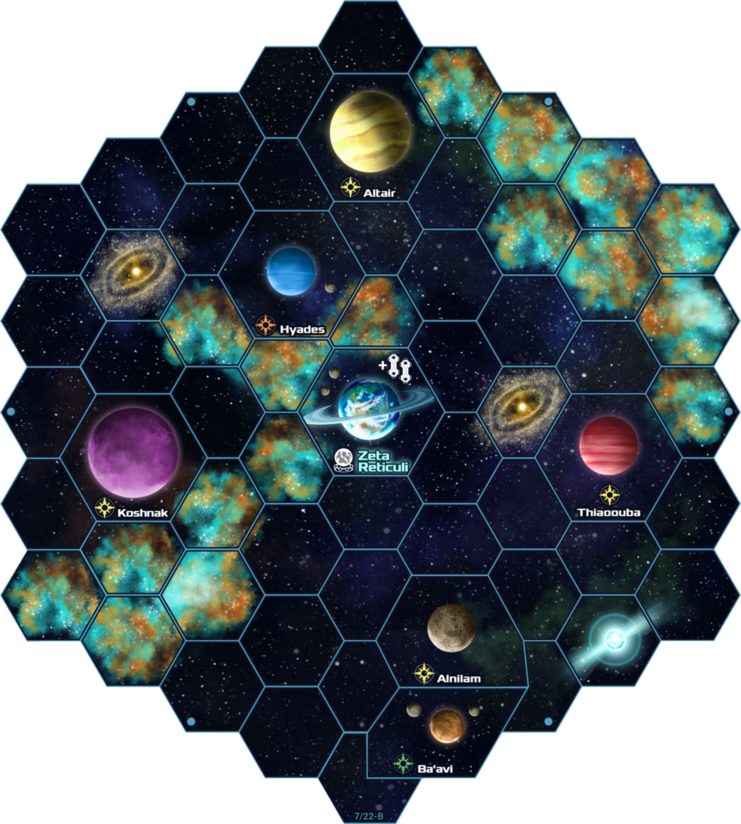 Altair
Hyades
+
Zeta
Reticuli
Koshnak
Thiaoouba
Alnilam
Ba'avi
7/22-B